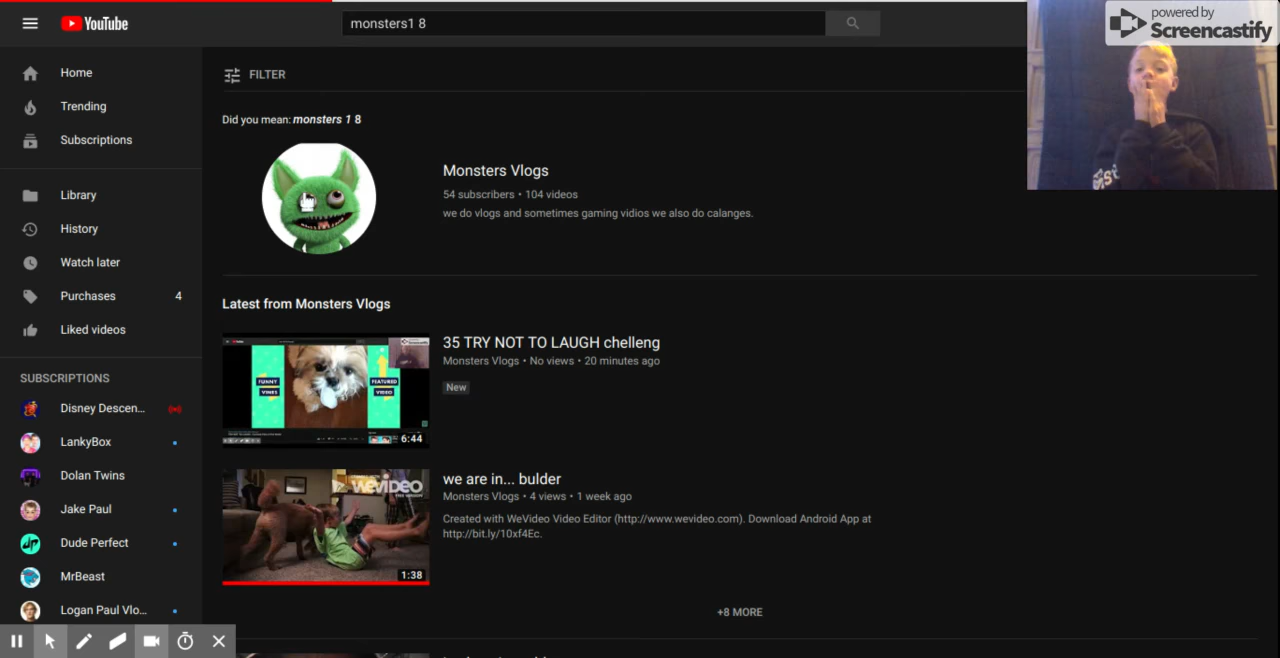 YouTube
monsters1 8
powered by
Screencastify
Home
Trending
Subscriptions
Library
History
Watch later
Purchases 4
Liked videos
SUBSCRIPTIONS
Disney Descen...
LankyBox
Dolan Twins
Jake Paul
Dude Perfect
MrBeast
Logan Paul Vlo...
FILTER
Did you mean: monsters 1 8
Monsters Vlogs
54 subscribers • 104 videos
we do vlogs and sometimes gaming vidios we also do calanges.
Latest from Monsters Vlogs
FUNNY
VINES
FEATURED
VIDEO
6:44
35 TRY NOT TO LAUGH chelleng
Monsters Vlogs • No views • 20 minutes ago
New
WEVIDEO
1:38
we are in... bulder
Monsters Vlogs • 4 views • 1 week ago
Created with WeVideo Video Editor (http://www.wevideo.com). Download Android App at
http://bit.ly/10xf4Ec.
+8 MORE